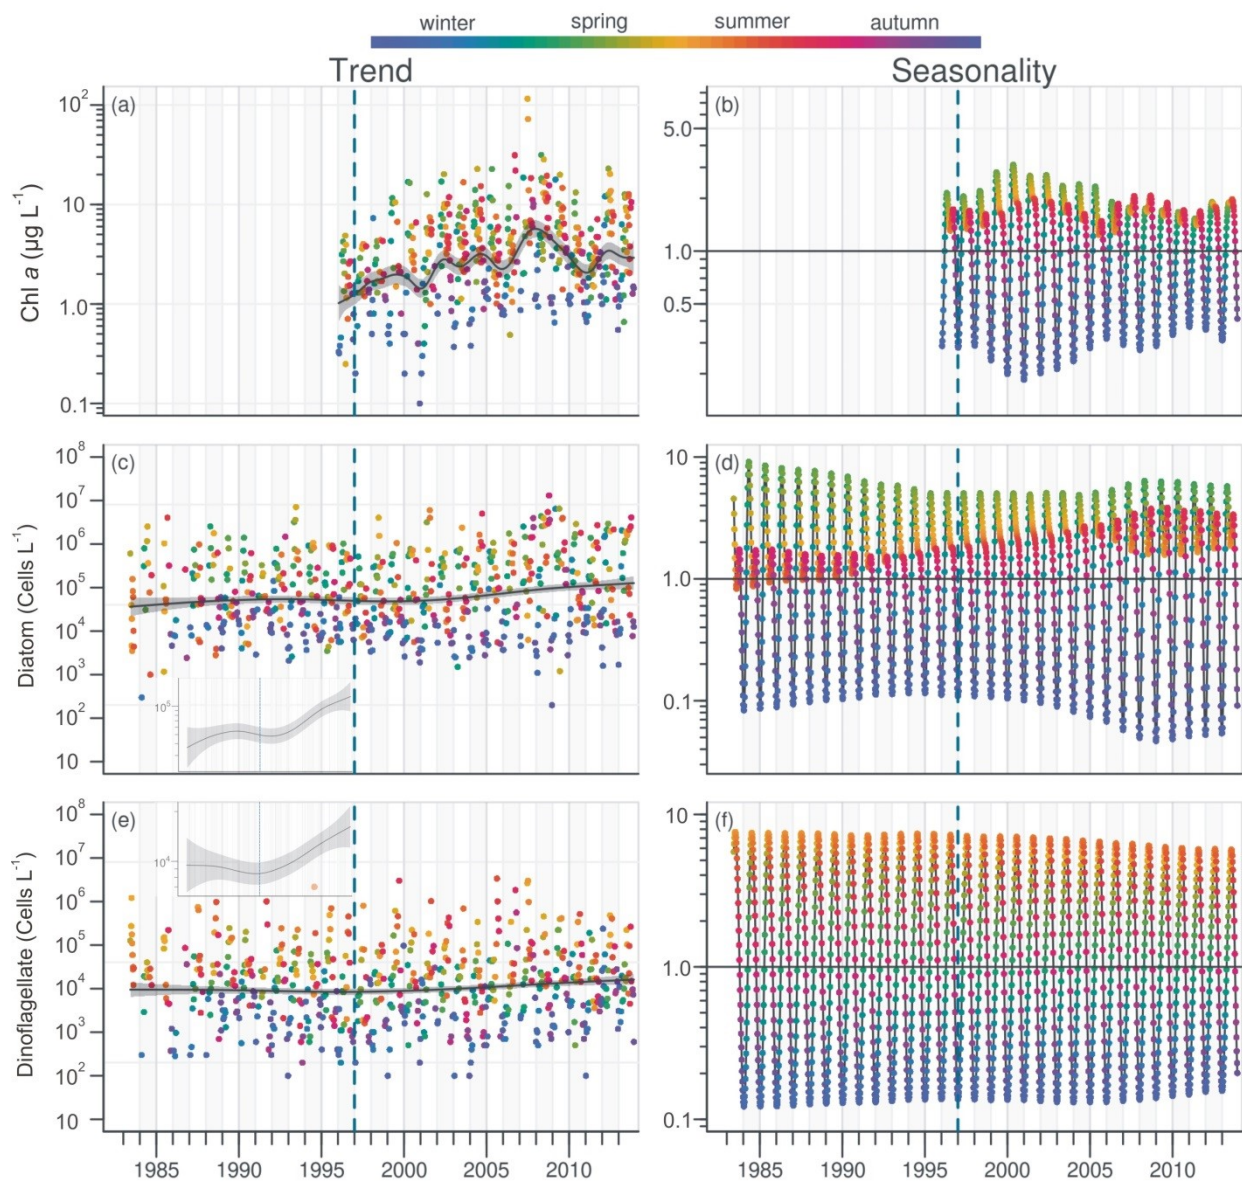 winter spring summer autumn
Trend Seasonality
(a)
10²
10
1.0
0.1
Chl a (µg L⁻¹)
(b)
5.0
1.0
0.5
(c)
10⁸
10⁷
10⁶
10⁵
10⁴
10³
10²
10
Diatom (Cells L⁻¹)
10⁵
(d)
10
1.0
0.1
(e)
10⁸
10⁷
10⁶
10⁵
10⁴
10³
10²
10
Dinoflagellate (Cells L⁻¹)
10⁴
(f)
10
1.0
0.1
1985 1990 1995 2000 2005 2010
1985 1990 1995 2000 2005 2010